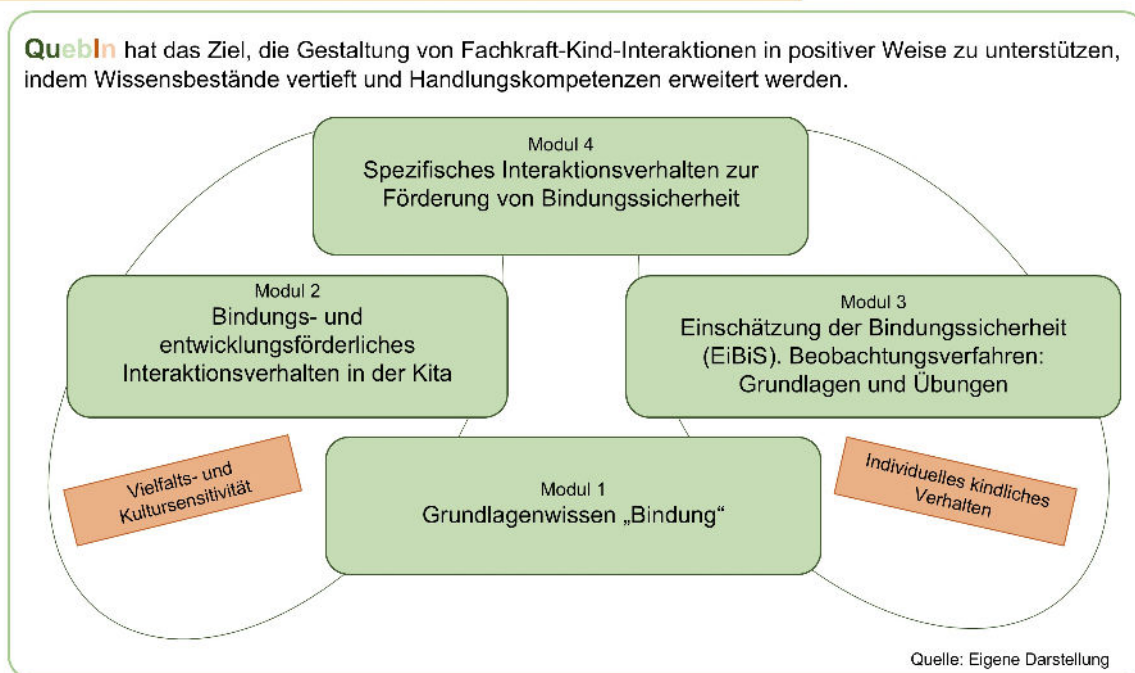 QuebIn hat das Ziel, die Gestaltung von Fachkraft-Kind-Interaktionen in positiver Weise zu unterstützen,
indem Wissensbestände vertieft und Handlungskompetenzen erweitert werden.
Modul 4
Spezifisches Interaktionsverhalten zur
Förderung von Bindungssicherheit
Modul 2
Bindungs- und
entwicklungsförderliches
Interaktionsverhalten in der Kita
Modul 3
Einschätzung der Bindungssicherheit
(EiBiS). Beobachtungsverfahren:
Grundlagen und Übungen
Vielfalts- und
Kultursensitivität
Modul 1
Grundlagenwissen „Bindung“
Individuelles kindliches
Verhalten
Quelle: Eigene Darstellung